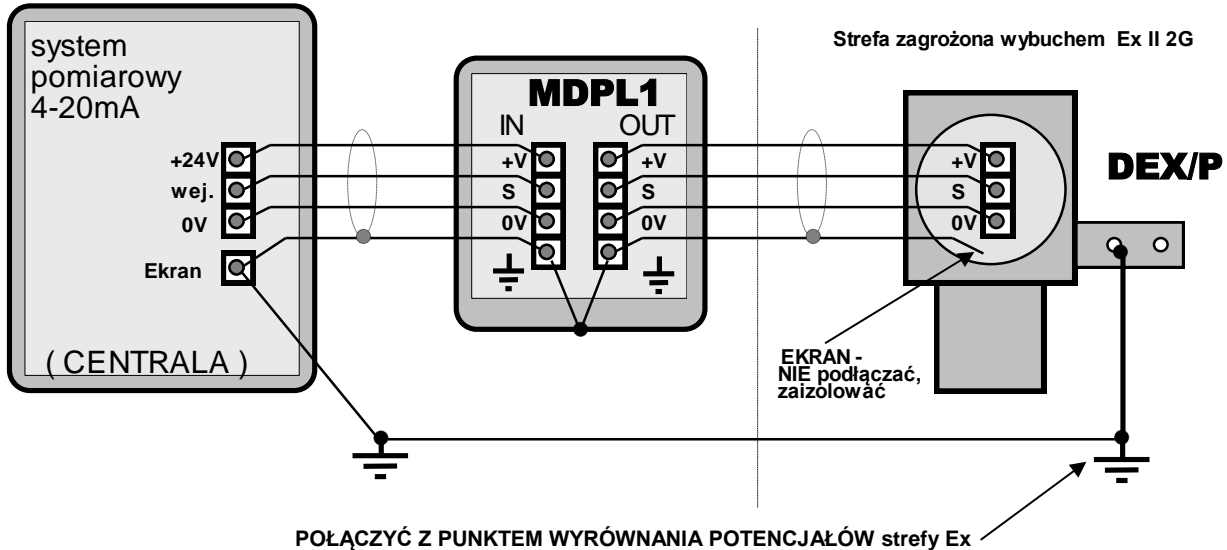 system
pomiarowy
4-20mA
+24V
wej.
0V
Ekran
( CENTRALA )
MDPL1
IN
OUT
+V
S
0V
+V
S
0V
Strefa zagrożona wybuchem Ex II 2G
+V
S
0V
DEX/P
EKRAN -
NIE podłączać,
zaizolować
POŁĄCZYĆ Z PUNKTEM WYRÓWNANIA POTENCJAŁÓW strefy Ex